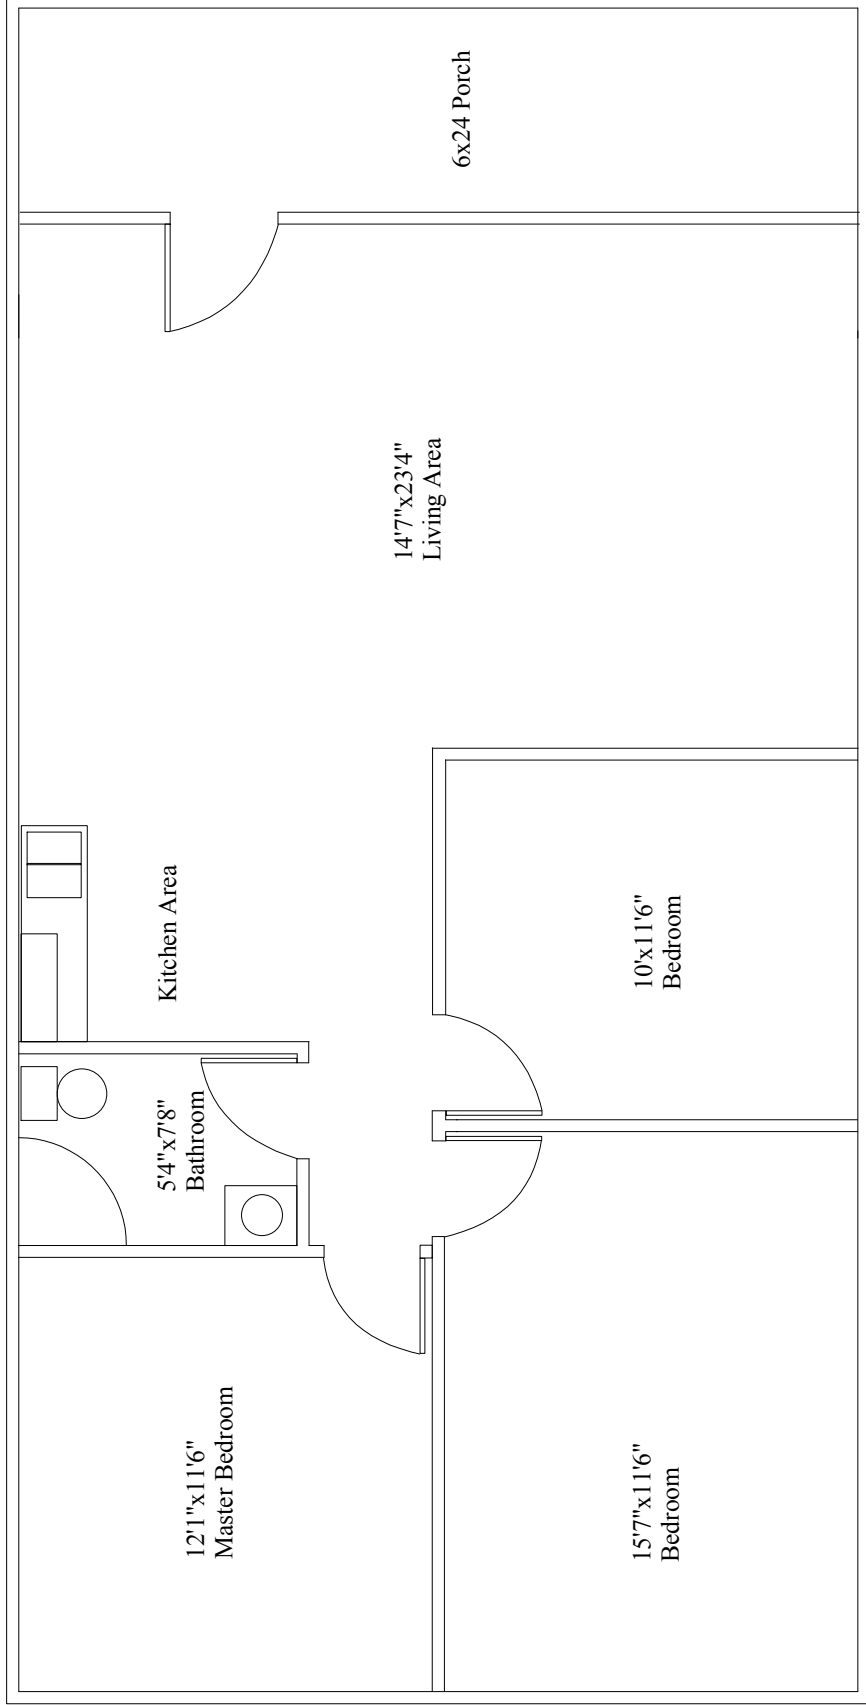 12'1"x11'6"
Master Bedroom
5'4"x7'8"
Bathroom
Kitchen Area
14'7"x23'4"
Living Area
6x24 Porch
15'7"x11'6"
Bedroom
10'x11'6"
Bedroom